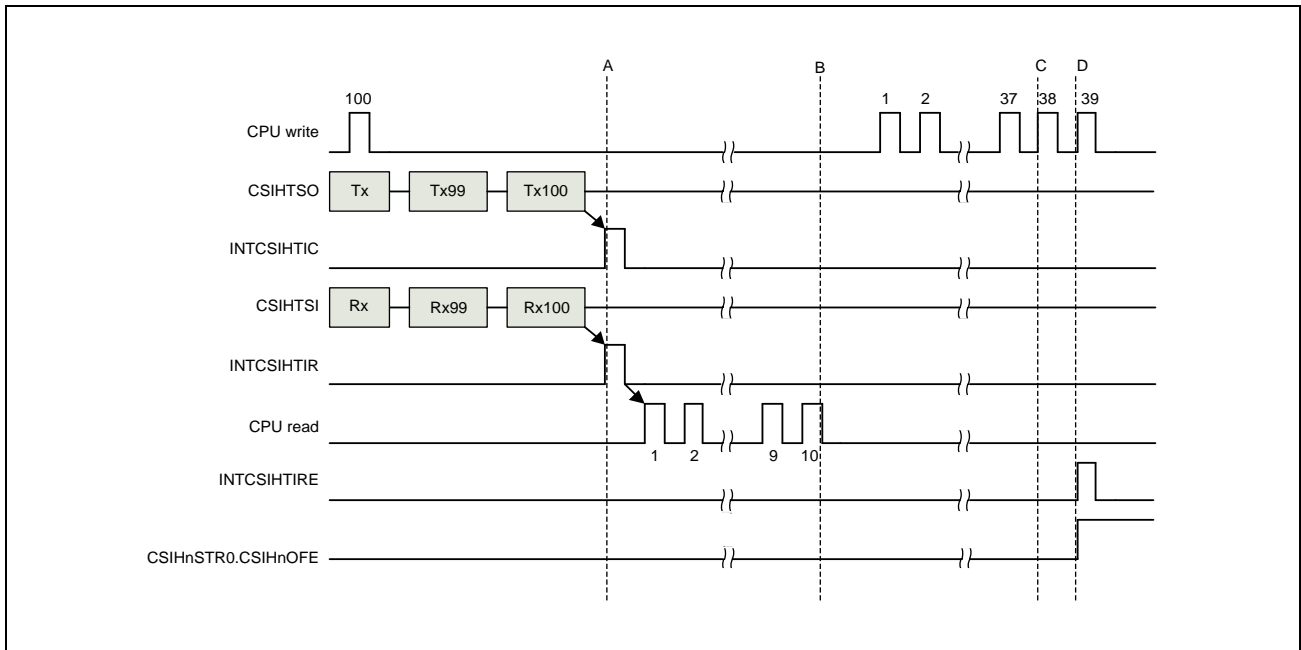 A B C D
100 1 2 37 38 39
CPU write
CSIHTSO Tx Tx99 Tx100
INTCSIHTIC
CSIHTSI Rx Rx99 Rx100
INTCSIHTIR
CPU read
1 2 9 10
INTCSIHTIRE
CSIHnSTR0.CSIHnOFE